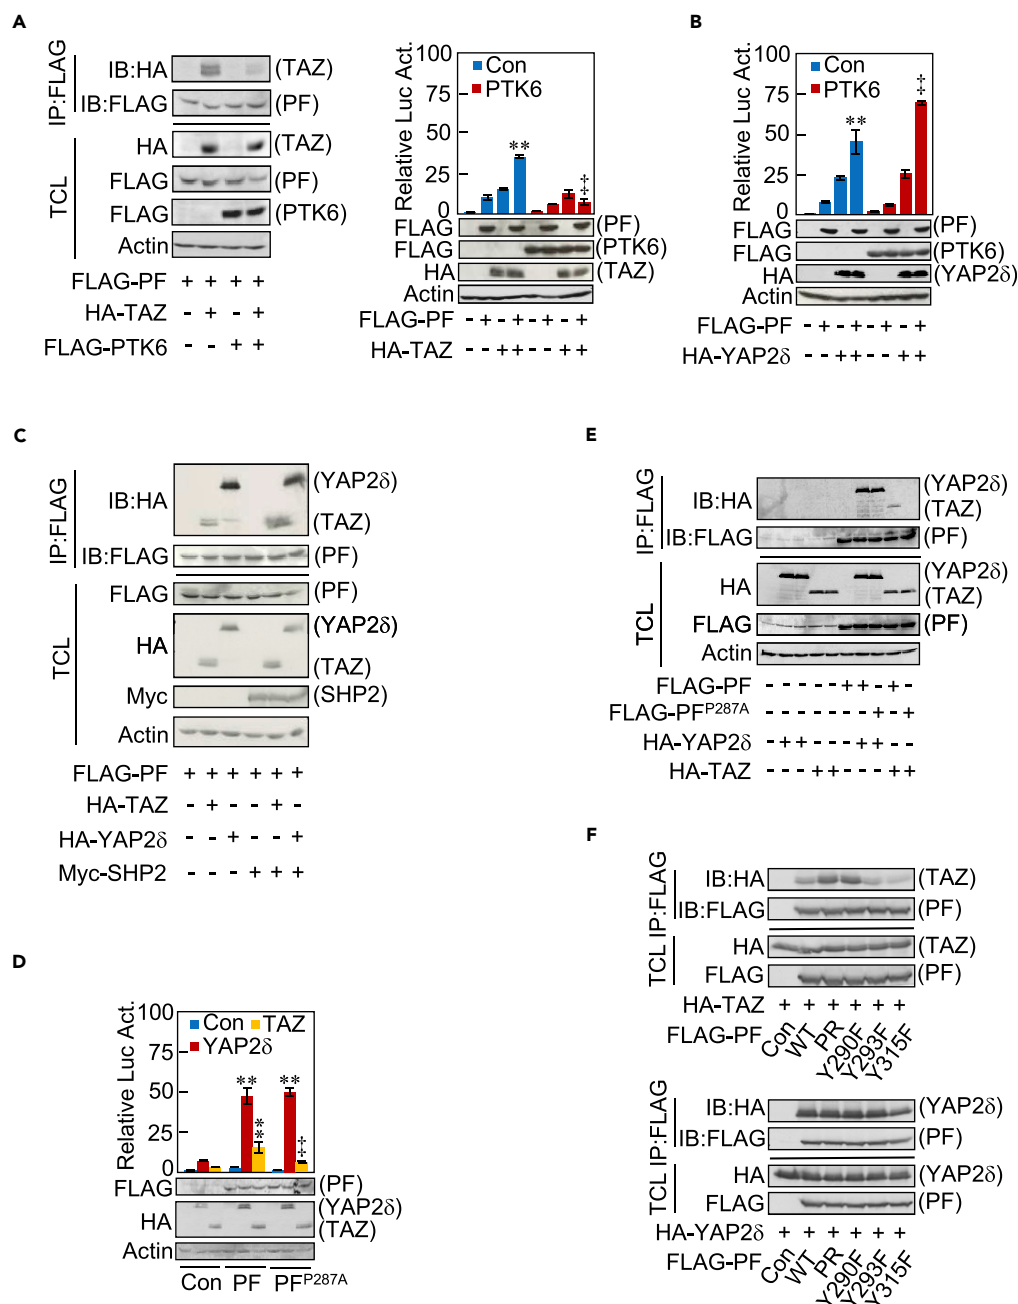 A
IP:FLAG
IB:HA
(TAZ)
IB:FLAG
(PF)
TCL
HA
(TAZ)
FLAG
(PF)
FLAG
(PTK6)
Actin
FLAG-PF + + + +
HA-TAZ - + - +
FLAG-PTK6 - - + +
Relative Luc Act.
100
75
50
25
0
Con
PTK6
**
‡
FLAG
(PF)
FLAG
(PTK6)
HA
(TAZ)
Actin
FLAG-PF - + - + - + - +
HA-TAZ - - + + - - + +
B
Relative Luc Act.
100
75
50
25
0
Con
PTK6
**
‡
FLAG
(PF)
FLAG
(PTK6)
HA
(YAP2δ)
Actin
FLAG-PF - + - + - + - +
HA-YAP2δ - - + + - - + +
C
IP:FLAG
IB:HA
(YAP2δ)
(TAZ)
IB:FLAG
(PF)
TCL
FLAG
(PF)
HA
(YAP2δ)
(TAZ)
Myc
(SHP2)
Actin
FLAG-PF + + + + + +
HA-TAZ - + - - + -
HA-YAP2δ - - + - - +
Myc-SHP2 - - - + + +
D
Relative Luc Act.
100
75
50
25
0
Con
TAZ
YAP2δ
**
**
**
‡
FLAG
(PF)
HA
(YAP2δ)
(TAZ)
Actin
Con PF PF^P287A
E
IP:FLAG
IB:HA
(YAP2δ)
(TAZ)
IB:FLAG
(PF)
TCL
HA
(YAP2δ)
(TAZ)
FLAG
(PF)
Actin
FLAG-PF - - - - - + + - + -
FLAG-PF^P287A - - - - - - + - +
HA-YAP2δ - + + - - - + + - -
HA-TAZ - - - + + - - - + +
F
IP:FLAG
IB:HA
(TAZ)
IB:FLAG
(PF)
TCL
HA
(TAZ)
FLAG
(PF)
HA-TAZ + + + + + +
FLAG-PF Con WT PR Y290F Y293F Y315F
IP:FLAG
IB:HA
(YAP2δ)
IB:FLAG
(PF)
TCL
HA
(YAP2δ)
FLAG
(PF)
HA-YAP2δ + + + + + +
FLAG-PF Con WT PR Y290F Y293F Y315F